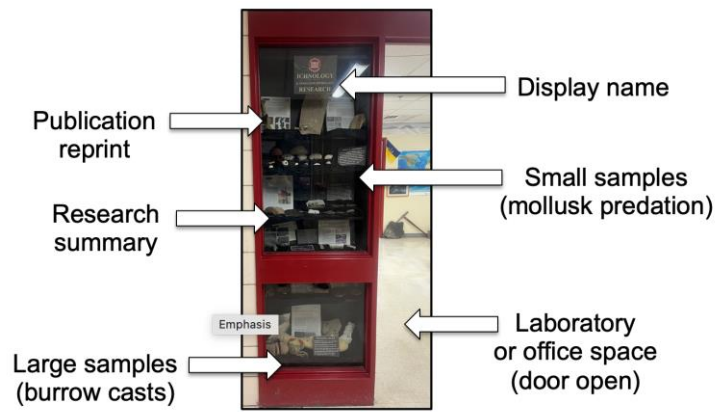 ICHNOLOGY
RESEARCH
Display name
Publication
reprint
Small samples
(mollusk predation)
Research
summary
Emphasis
Laboratory
or office space
(door open)
Large samples
(burrow casts)